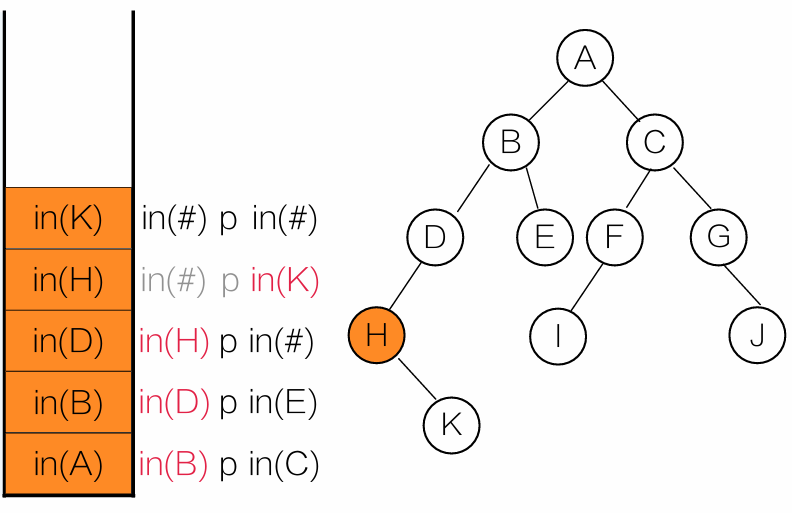 in(K) in(#) p in(#)
in(H) in(#) p in(K)
in(D) in(H) p in(#)
in(B) in(D) p in(E)
in(A) in(B) p in(C)
A
B
C
D
E
F
G
H
I
J
K